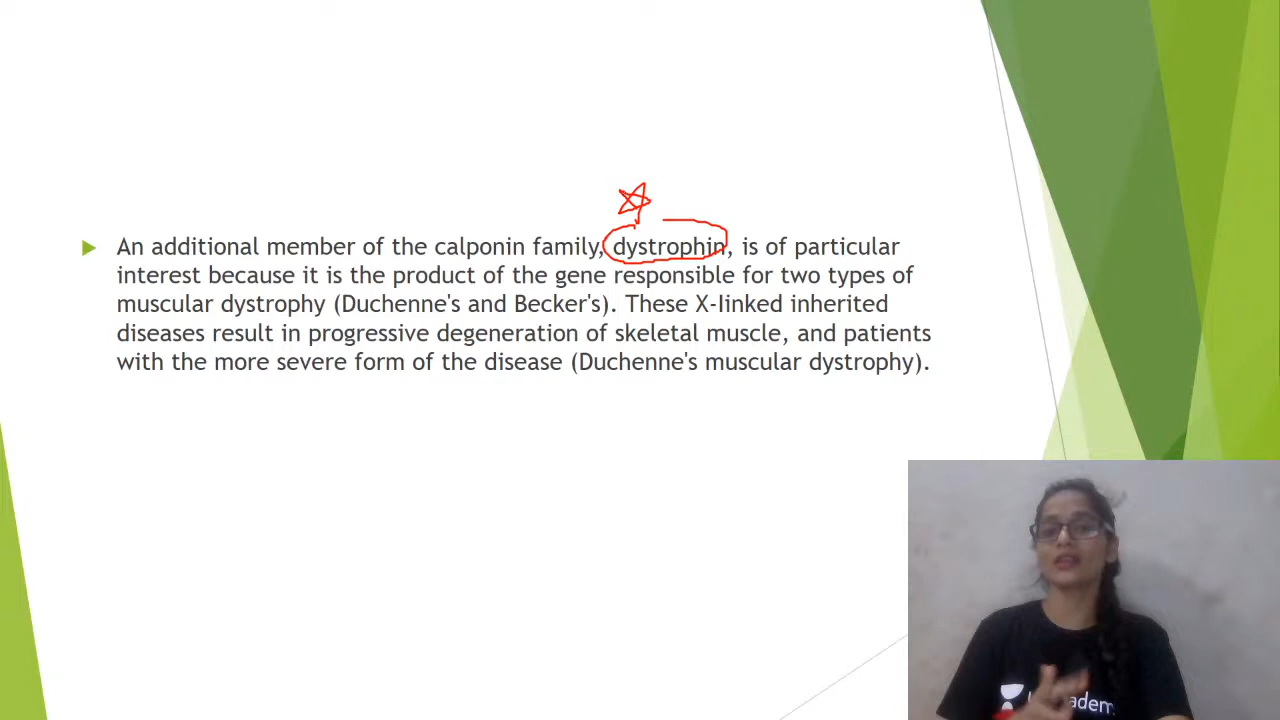 An additional member of the calponin family, dystrophin, is of particular
interest because it is the product of the gene responsible for two types of
muscular dystrophy (Duchenne's and Becker's). These X-linked inherited
diseases result in progressive degeneration of skeletal muscle, and patients
with the more severe form of the disease (Duchenne's muscular dystrophy).